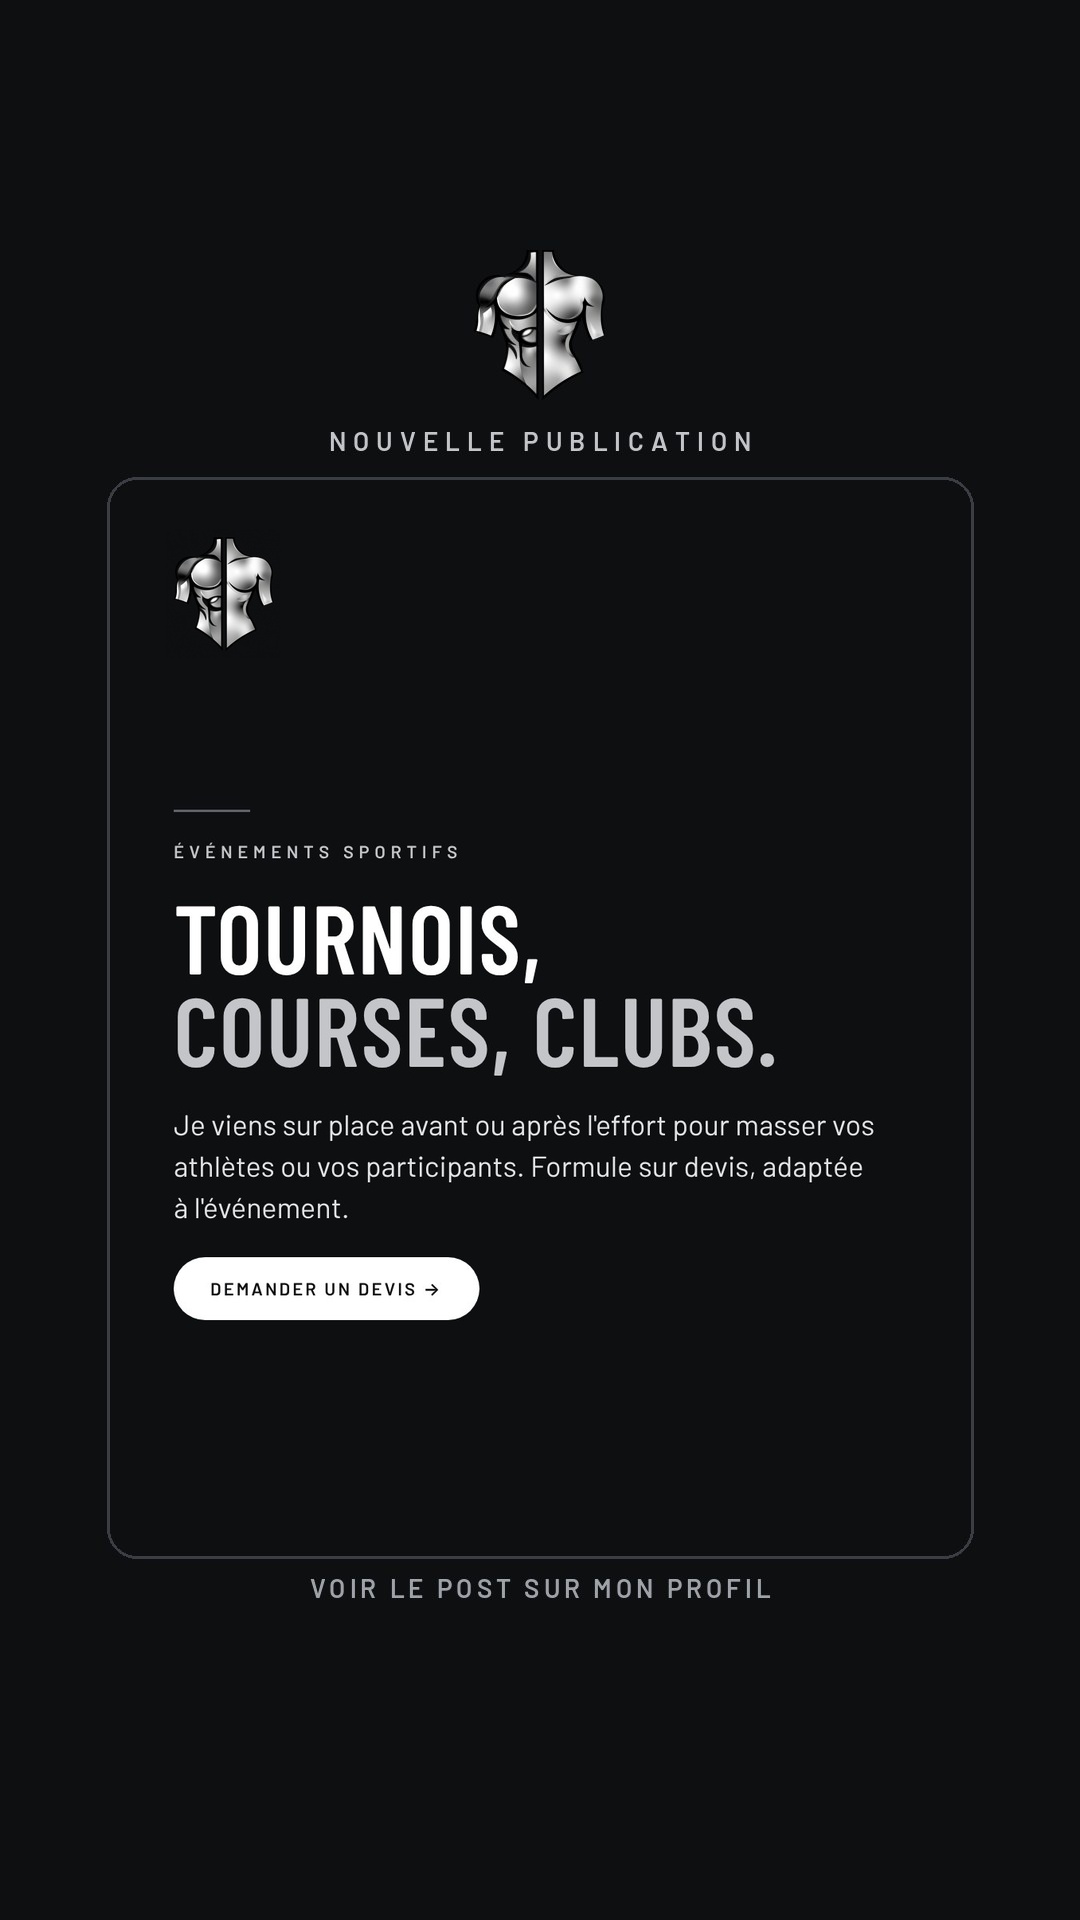 NOUVELLE PUBLICATION
ÉVÉNEMENTS SPORTIFS
TOURNOIS,
COURSES, CLUBS.
Je viens sur place avant ou après l'effort pour masser vos
athlètes ou vos participants. Formule sur devis, adaptée
à l'événement.
DEMANDER UN DEVIS →
VOIR LE POST SUR MON PROFIL